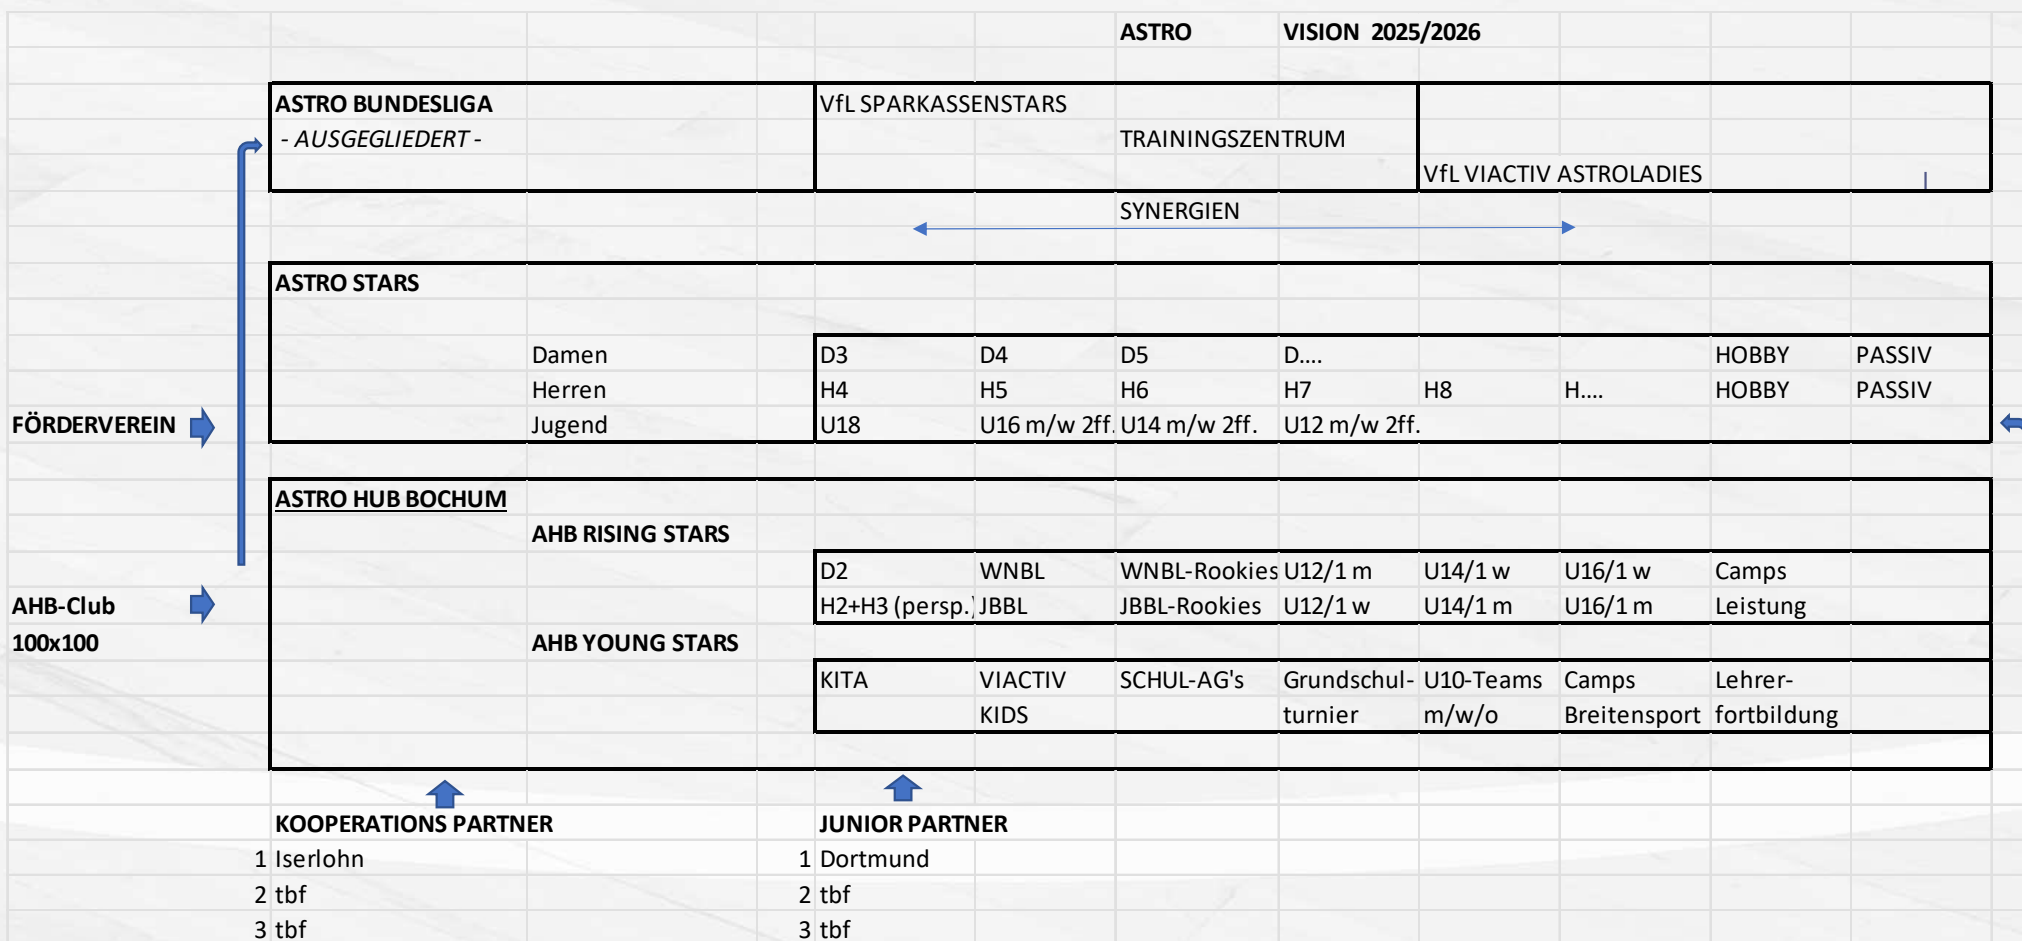 ASTRO VISION 2025/2026
ASTRO BUNDESLIGA VfL SPARKASSENSTARS
- AUSGEGLIEDERT - TRAININGSZENTRUM
VfL VIACTIV ASTROLADIES
SYNERGIEN
ASTRO STARS
Damen D3 D4 D5 D.... HOBBY PASSIV
Herren H4 H5 H6 H7 H8 H.... HOBBY PASSIV
FÖRDERVEREIN Jugend U18 U16 m/w 2ff. U14 m/w 2ff. U12 m/w 2ff.
ASTRO HUB BOCHUM
AHB RISING STARS
D2 WNBL WNBL-Rookies U12/1 m U14/1 w U16/1 w Camps
AHB-Club H2+H3 (persp.) JBBL JBBL-Rookies U12/1 w U14/1 m U16/1 m Leistung
100x100 AHB YOUNG STARS
KITA VIACTIV SCHUL-AG's Grundschul- U10-Teams Camps Lehrer-
KIDS turnier m/w/o Breitensport fortbildung
KOOPERATIONS PARTNER JUNIOR PARTNER
1 Iserlohn 1 Dortmund
2 tbf 2 tbf
3 tbf 3 tbf